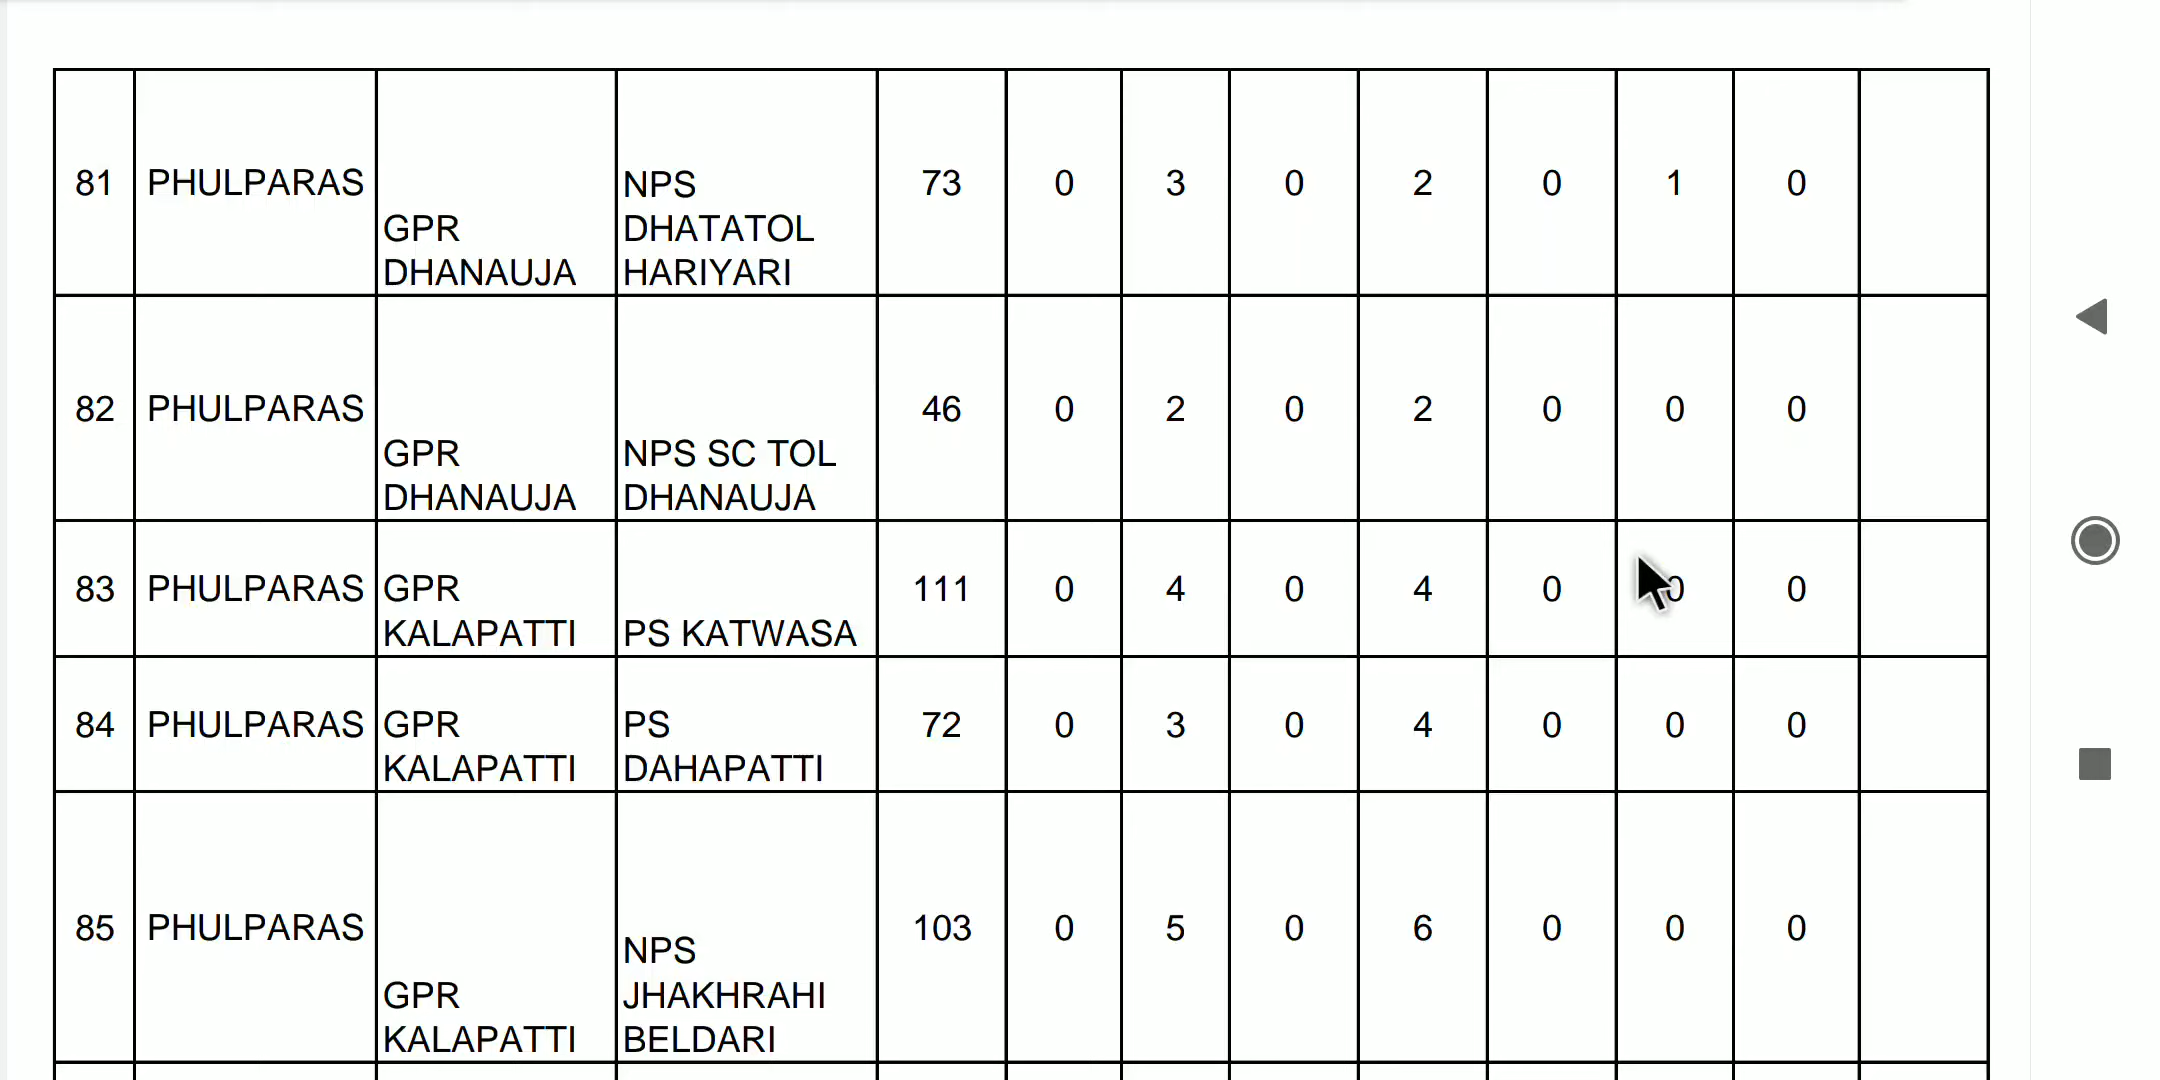 81 PHULPARAS GPR DHANAUJA NPS DHATATOL HARIYARI 73 0 3 0 2 0 1 0
82 PHULPARAS GPR DHANAUJA NPS SC TOL DHANAUJA 46 0 2 0 2 0 0 0
83 PHULPARAS GPR KALAPATTI PS KATWASA 111 0 4 0 4 0 0 0
84 PHULPARAS GPR KALAPATTI PS DAHAPATTI 72 0 3 0 4 0 0 0
85 PHULPARAS GPR KALAPATTI NPS JHAKHRAHI BELDARI 103 0 5 0 6 0 0 0